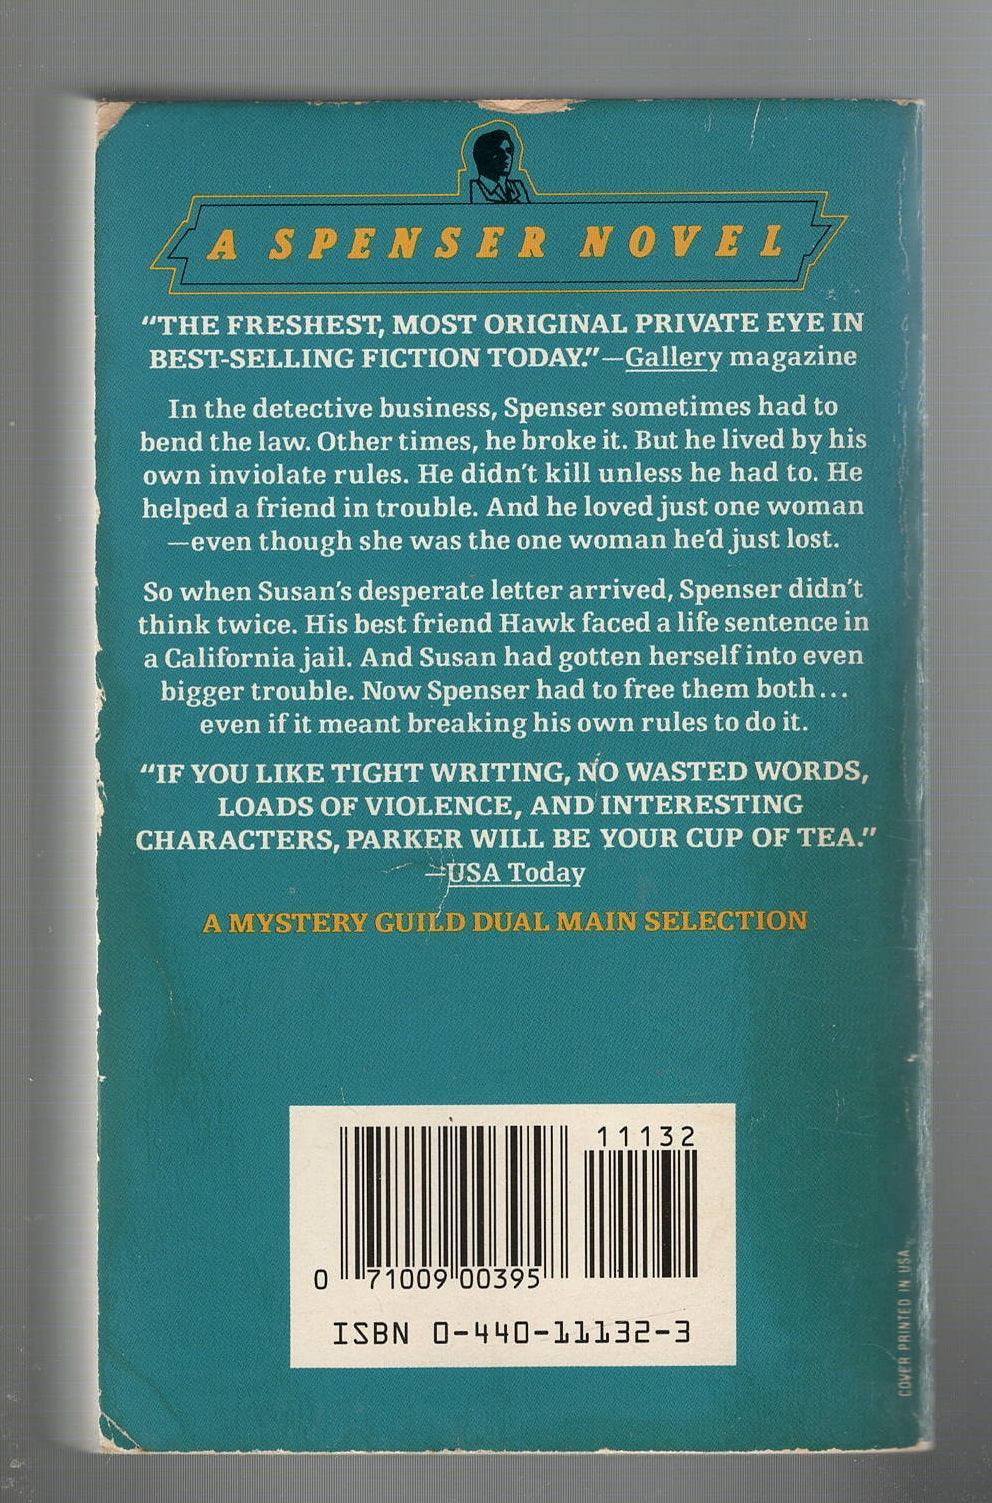 A SPENSER NOVEL
“THE FRESHEST, MOST ORIGINAL PRIVATE EYE IN
BEST-SELLING FICTION TODAY.”—Gallery magazine
In the detective business, Spenser sometimes had to
bend the law. Other times, he broke it. But he lived by his
own inviolate rules. He didn't kill unless he had to. He
helped a friend in trouble. And he loved just one woman
—even though she was the one woman he'd just lost.
So when Susan's desperate letter arrived, Spenser didn't
think twice. His best friend Hawk faced a life sentence in
a California jail. And Susan had gotten herself into even
bigger trouble. Now Spenser had to free them both...
even if it meant breaking his own rules to do it.
“IF YOU LIKE TIGHT WRITING, NO WASTED WORDS,
LOADS OF VIOLENCE, AND INTERESTING
CHARACTERS, PARKER WILL BE YOUR CUP OF TEA.”
—USA Today
A MYSTERY GUILD DUAL MAIN SELECTION
11132
0 71009 00395
ISBN 0-440-11132-3
COVER PRINTED IN USA